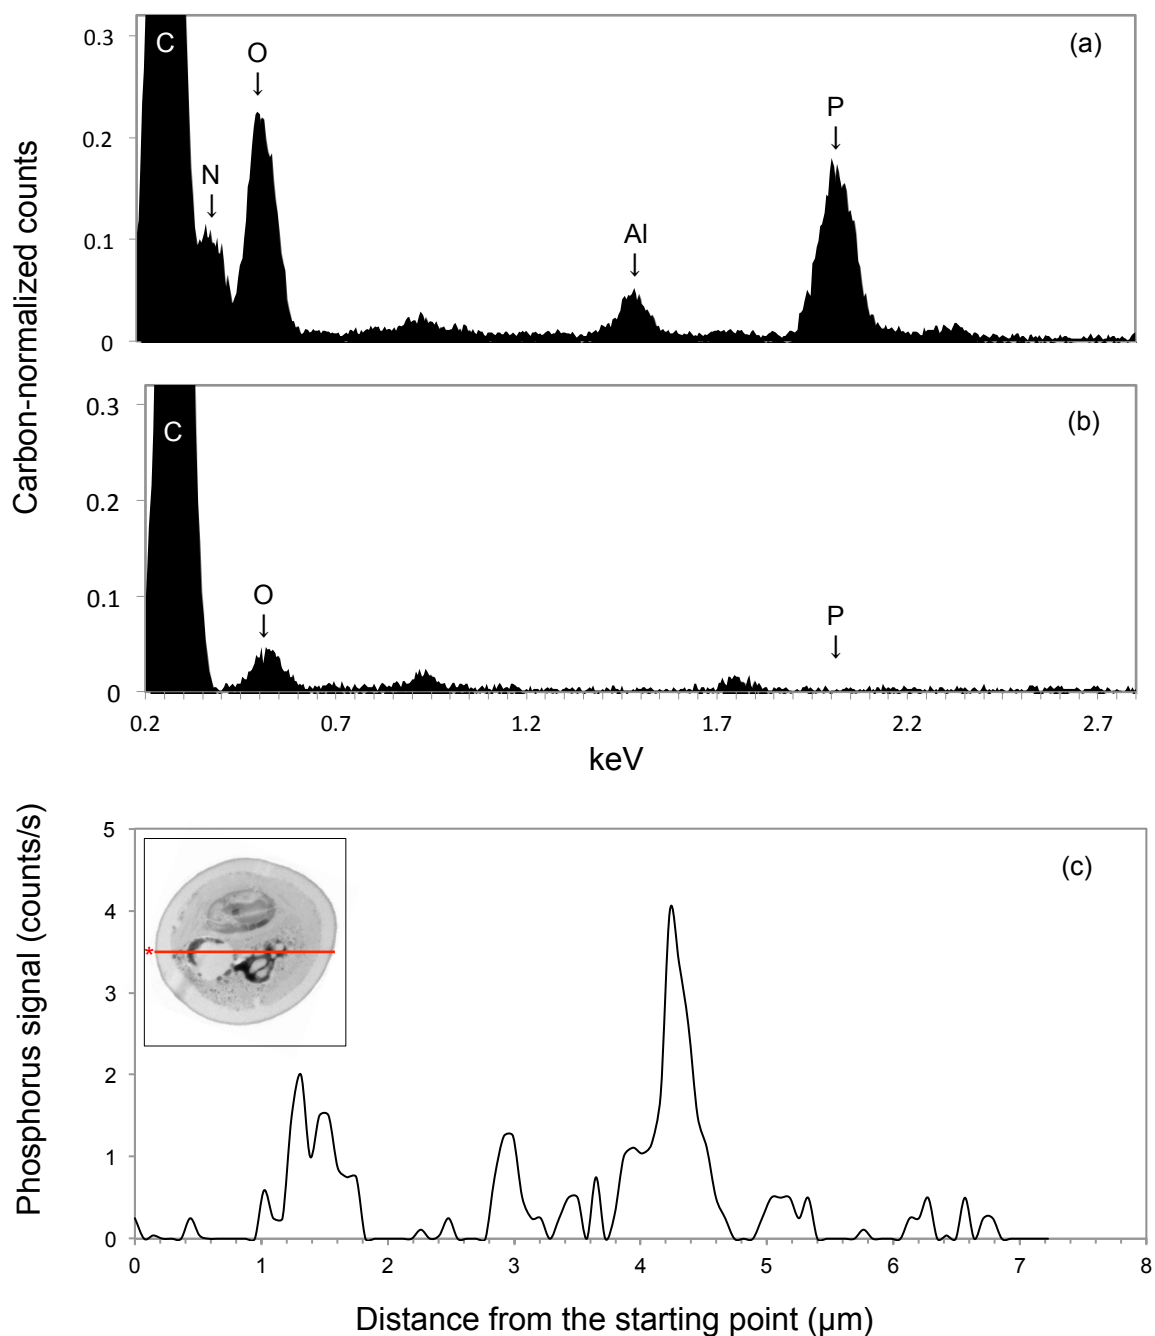 Carbon-normalized counts
(a)
0.3
0.2
0.1
0
C
N
O
Al
P
↓
↓
↓
↓
(b)
0.3
0.2
0.1
0
C
O
P
↓
↓
0.2 0.7 1.2 1.7 2.2 2.7
keV
Phosphorus signal (counts/s)
(c)
5
4
3
2
1
0
*
0 1 2 3 4 5 6 7 8
Distance from the starting point (μm)